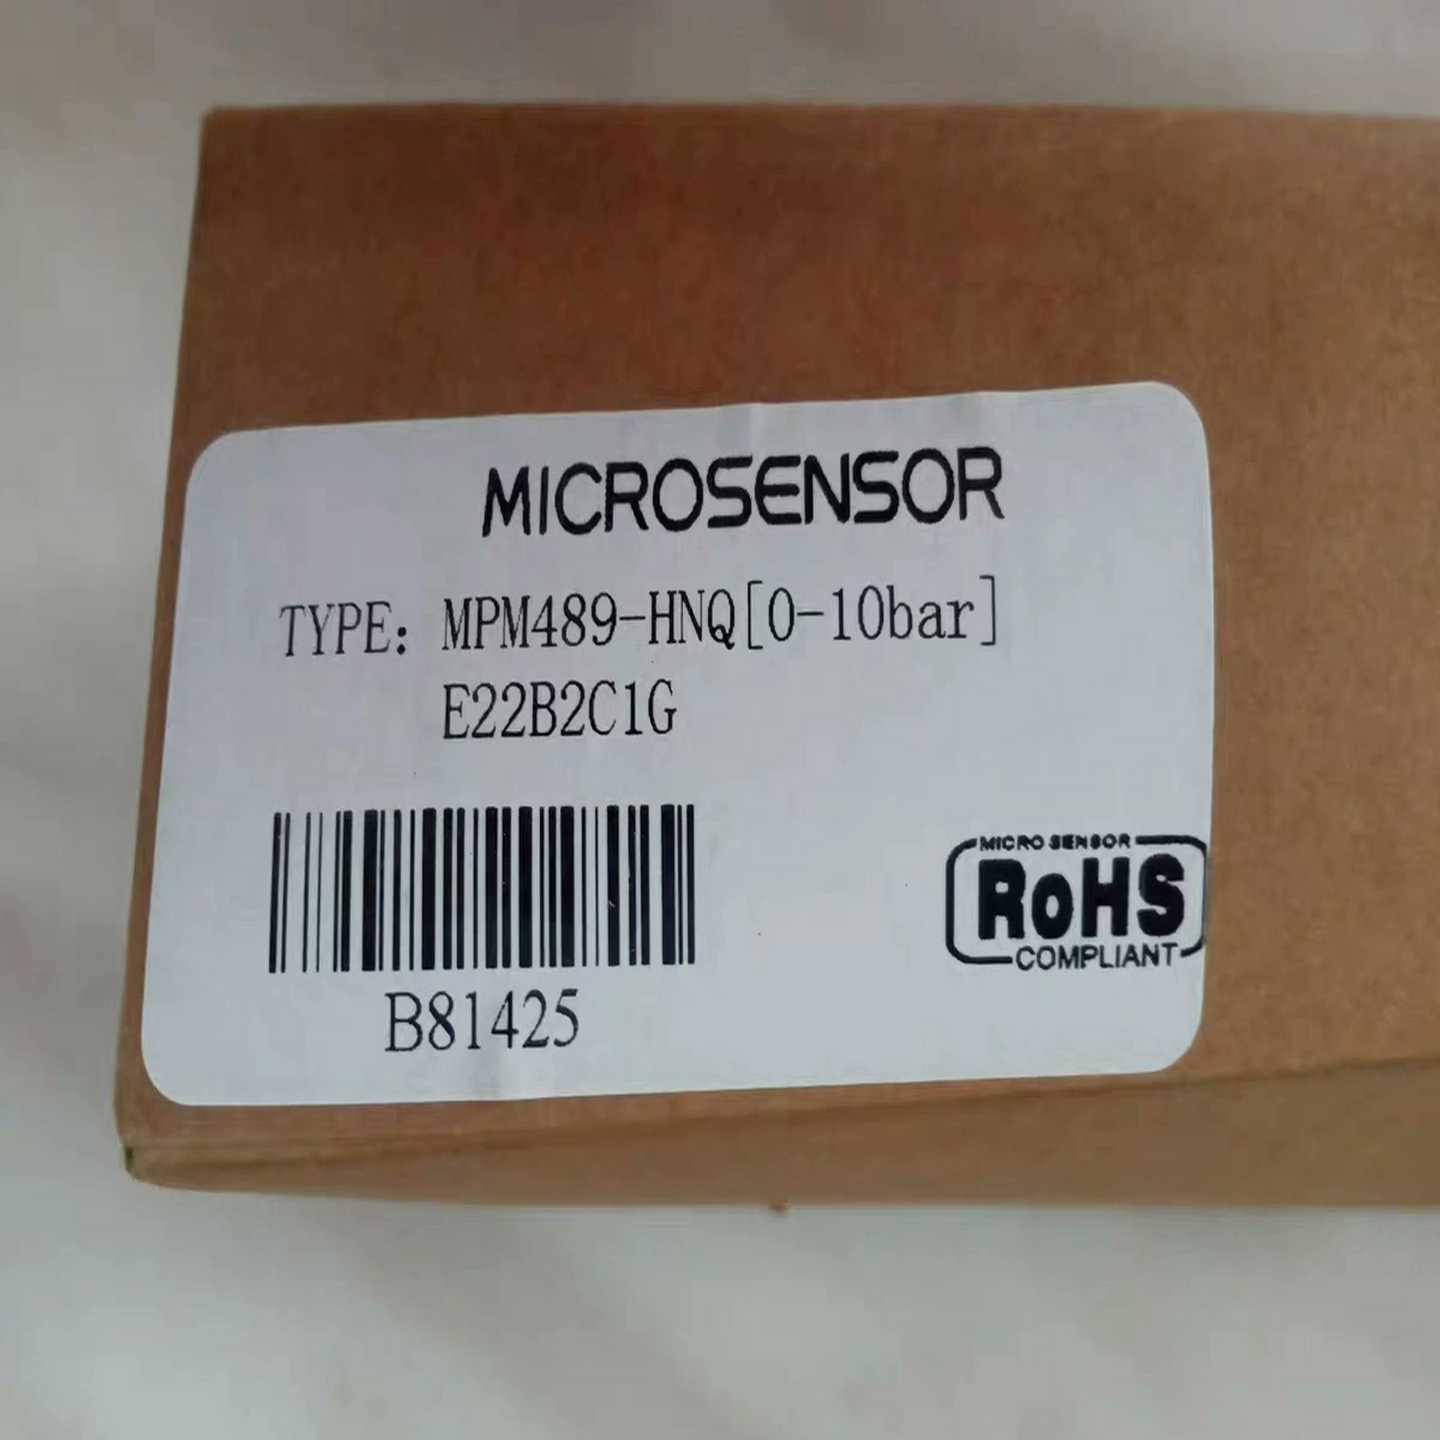 MICROSENSOR
TYPE: MPM489-HNQ[0-10bar]
E22B2C1G
B81425
MICRO SENSOR
RoHS
COMPLIANT